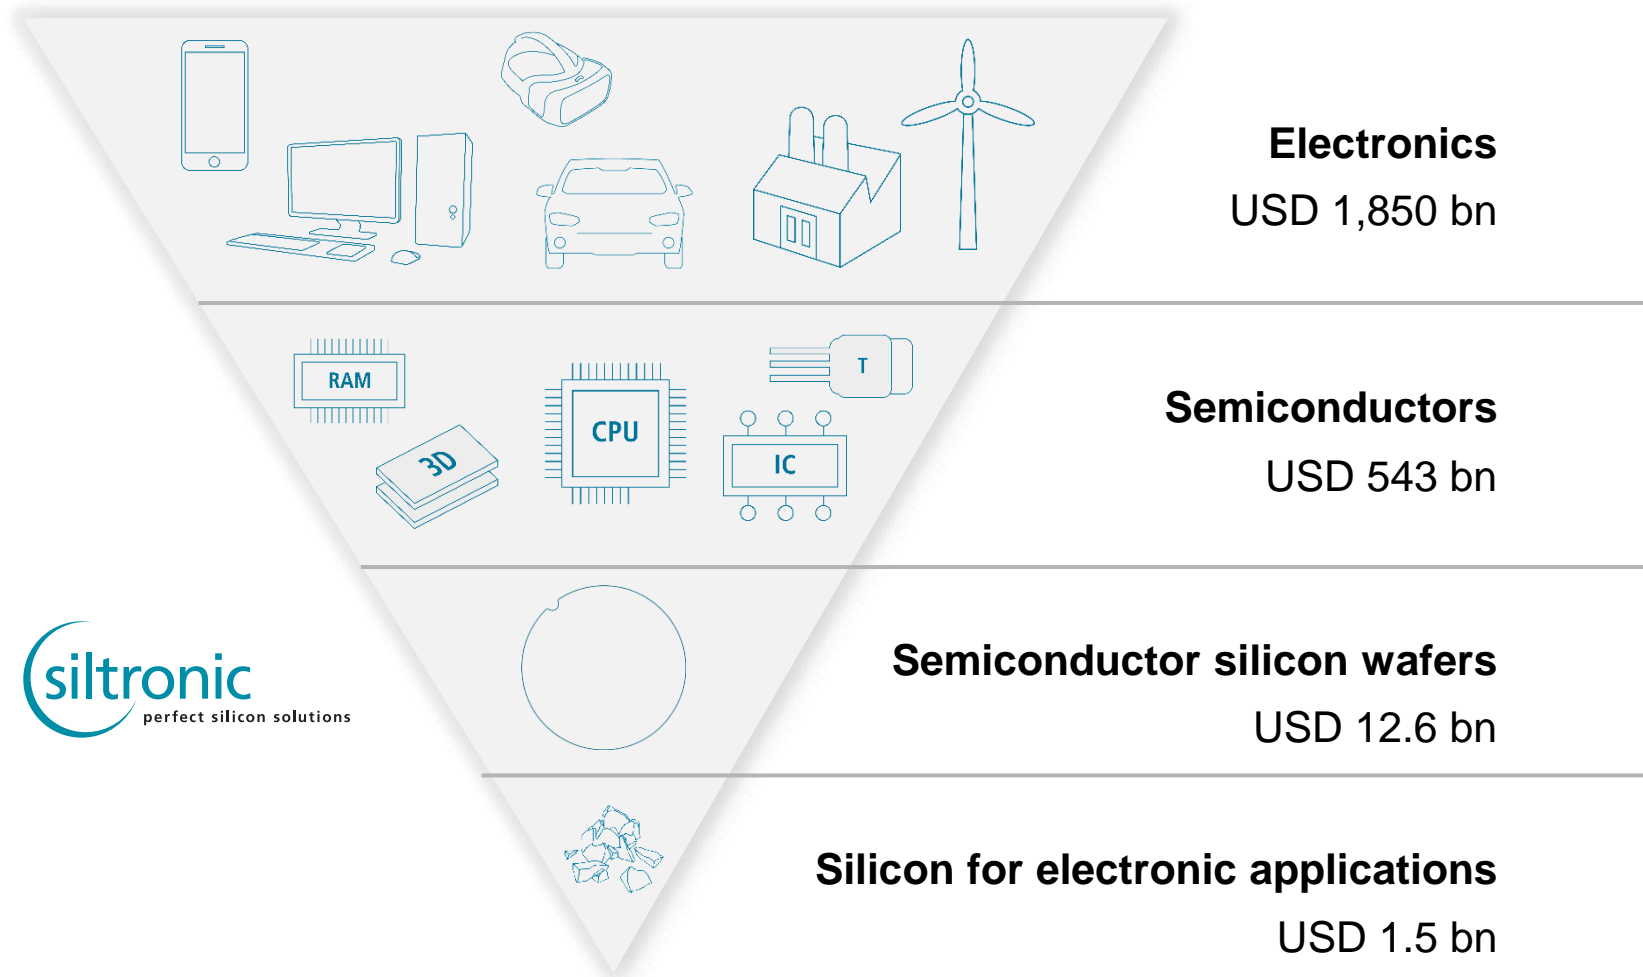 Electronics
USD 1,850 bn
RAM
3D
CPU
T
IC
Semiconductors
USD 543 bn
siltronic
perfect silicon solutions
Semiconductor silicon wafers
USD 12.6 bn
Silicon for electronic applications
USD 1.5 bn